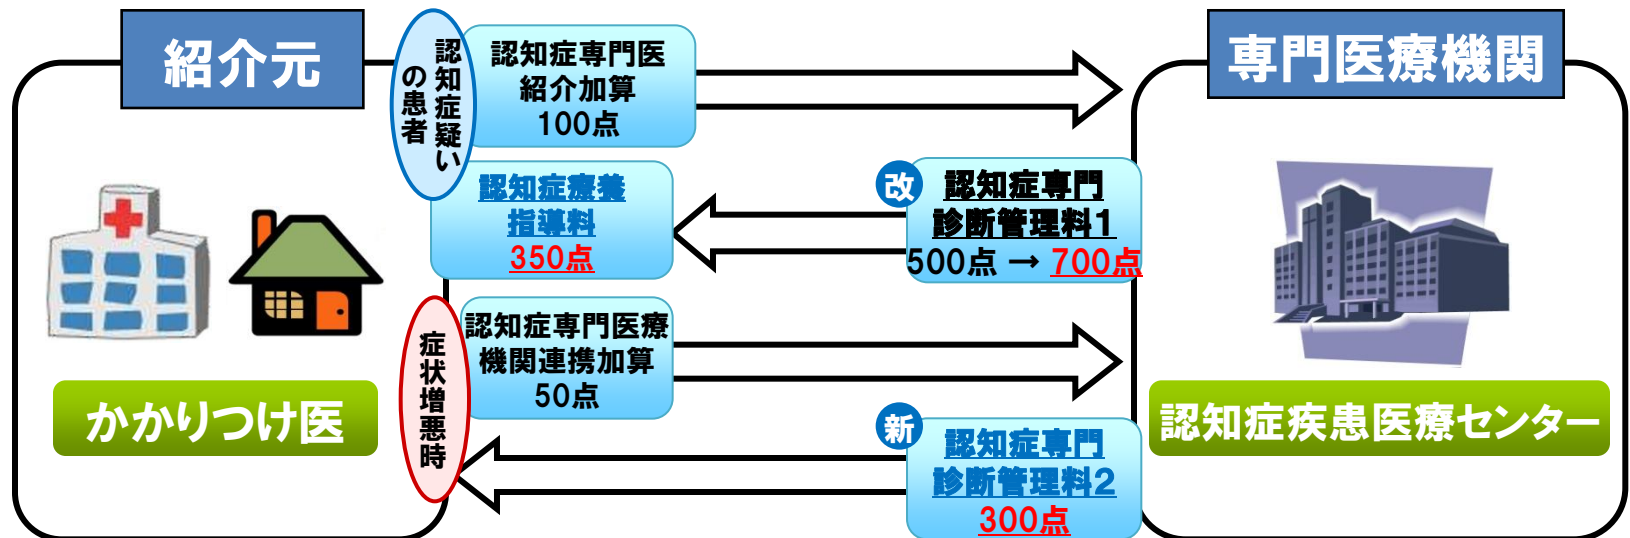 紹介元
専門医療機関
認知症疑い
の患者
認知症専門医
紹介加算
100点
認知症療養
指導料
350点
改
認知症専門
診断管理料1
500点 → 700点
症状増悪時
認知症専門医療
機関連携加算
50点
新
認知症専門
診断管理料2
300点
かかりつけ医
認知症疾患医療センター